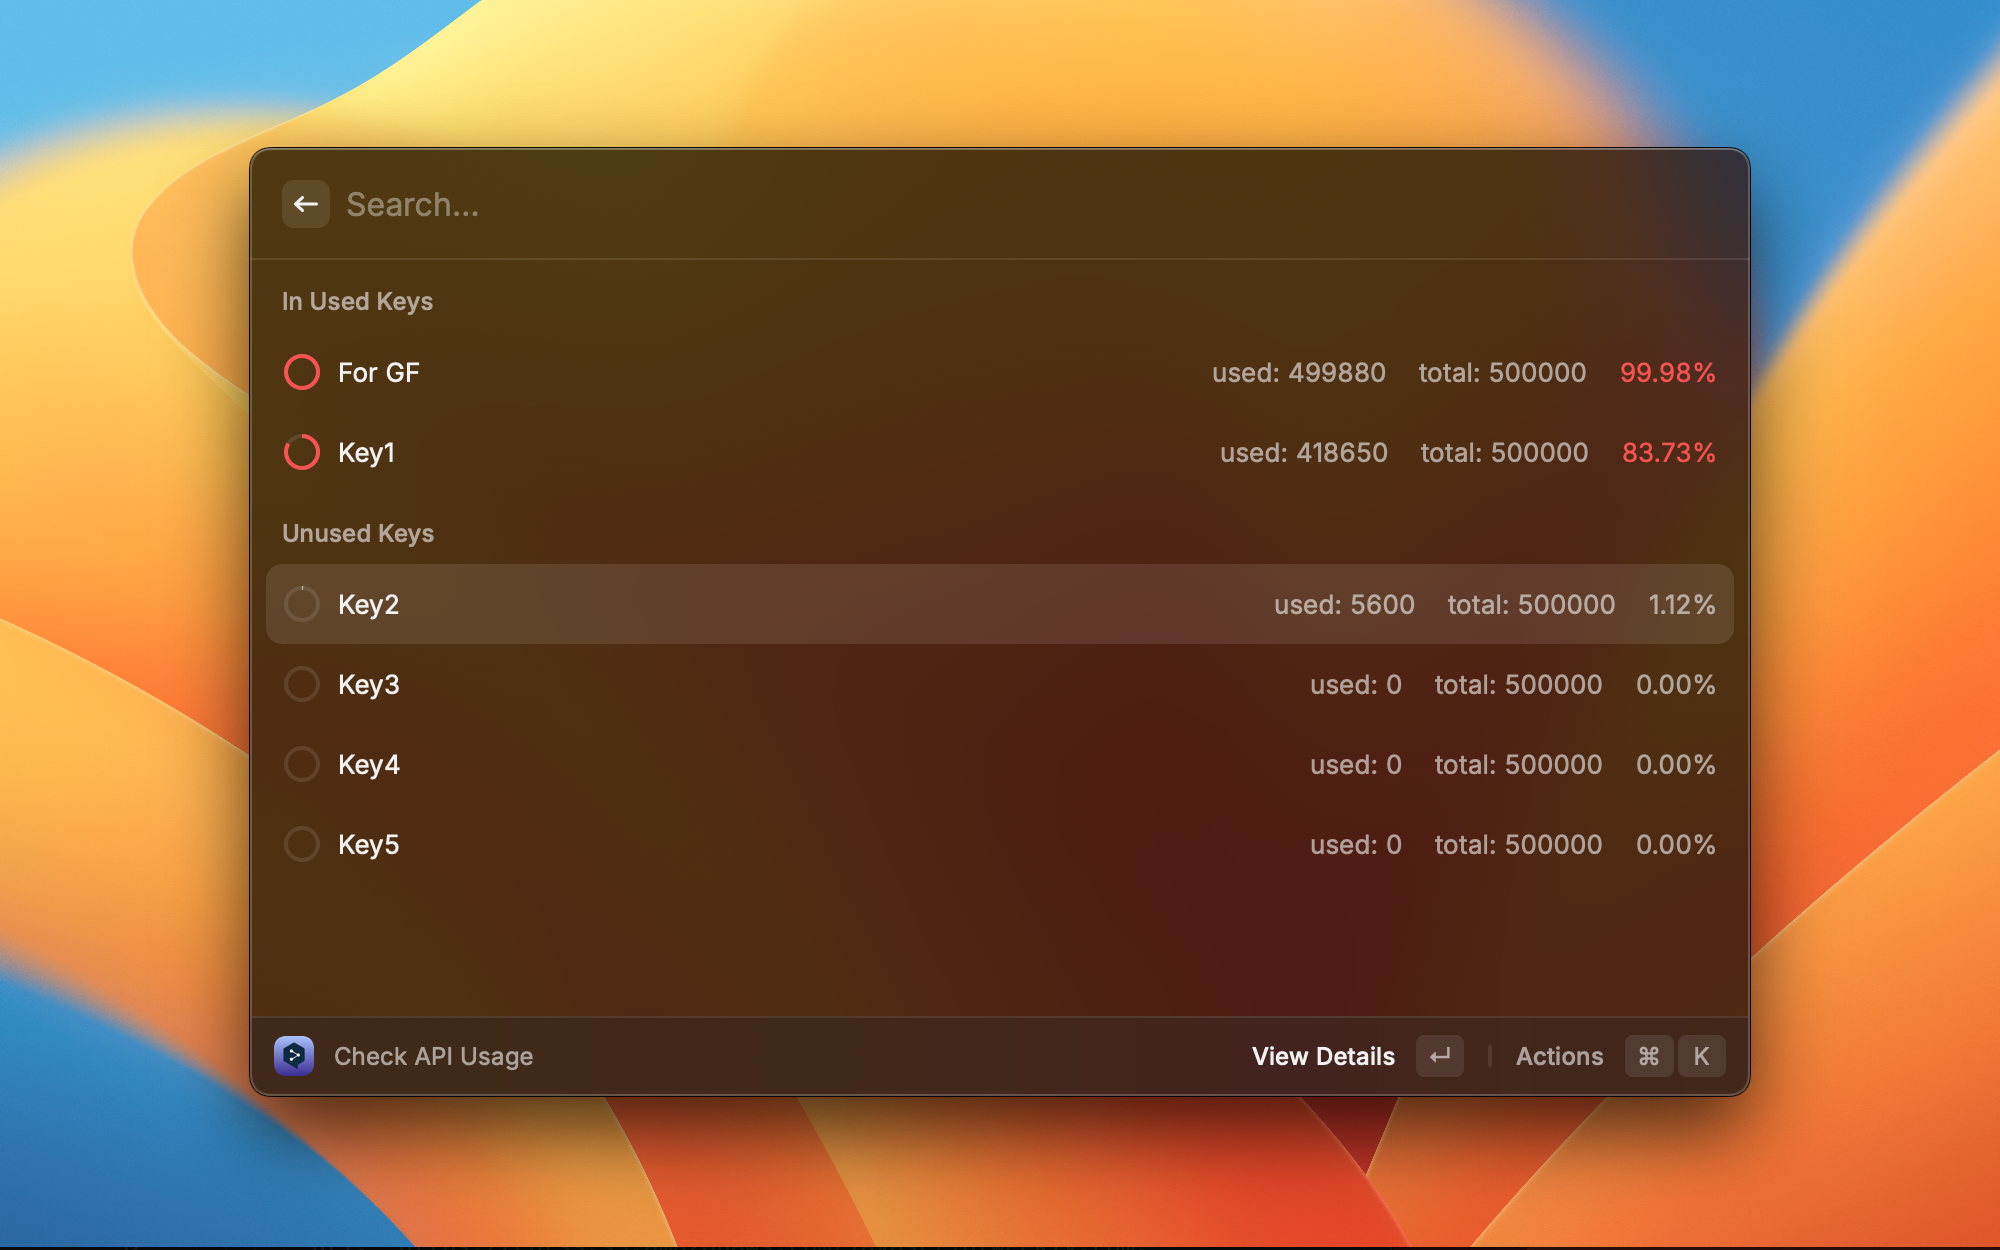 Search...
In Used Keys
For GF used: 499880 total: 500000 99.98%
Key1 used: 418650 total: 500000 83.73%
Unused Keys
Key2 used: 5600 total: 500000 1.12%
Key3 used: 0 total: 500000 0.00%
Key4 used: 0 total: 500000 0.00%
Key5 used: 0 total: 500000 0.00%
Check API Usage View Details ↵ Actions ⌘ K